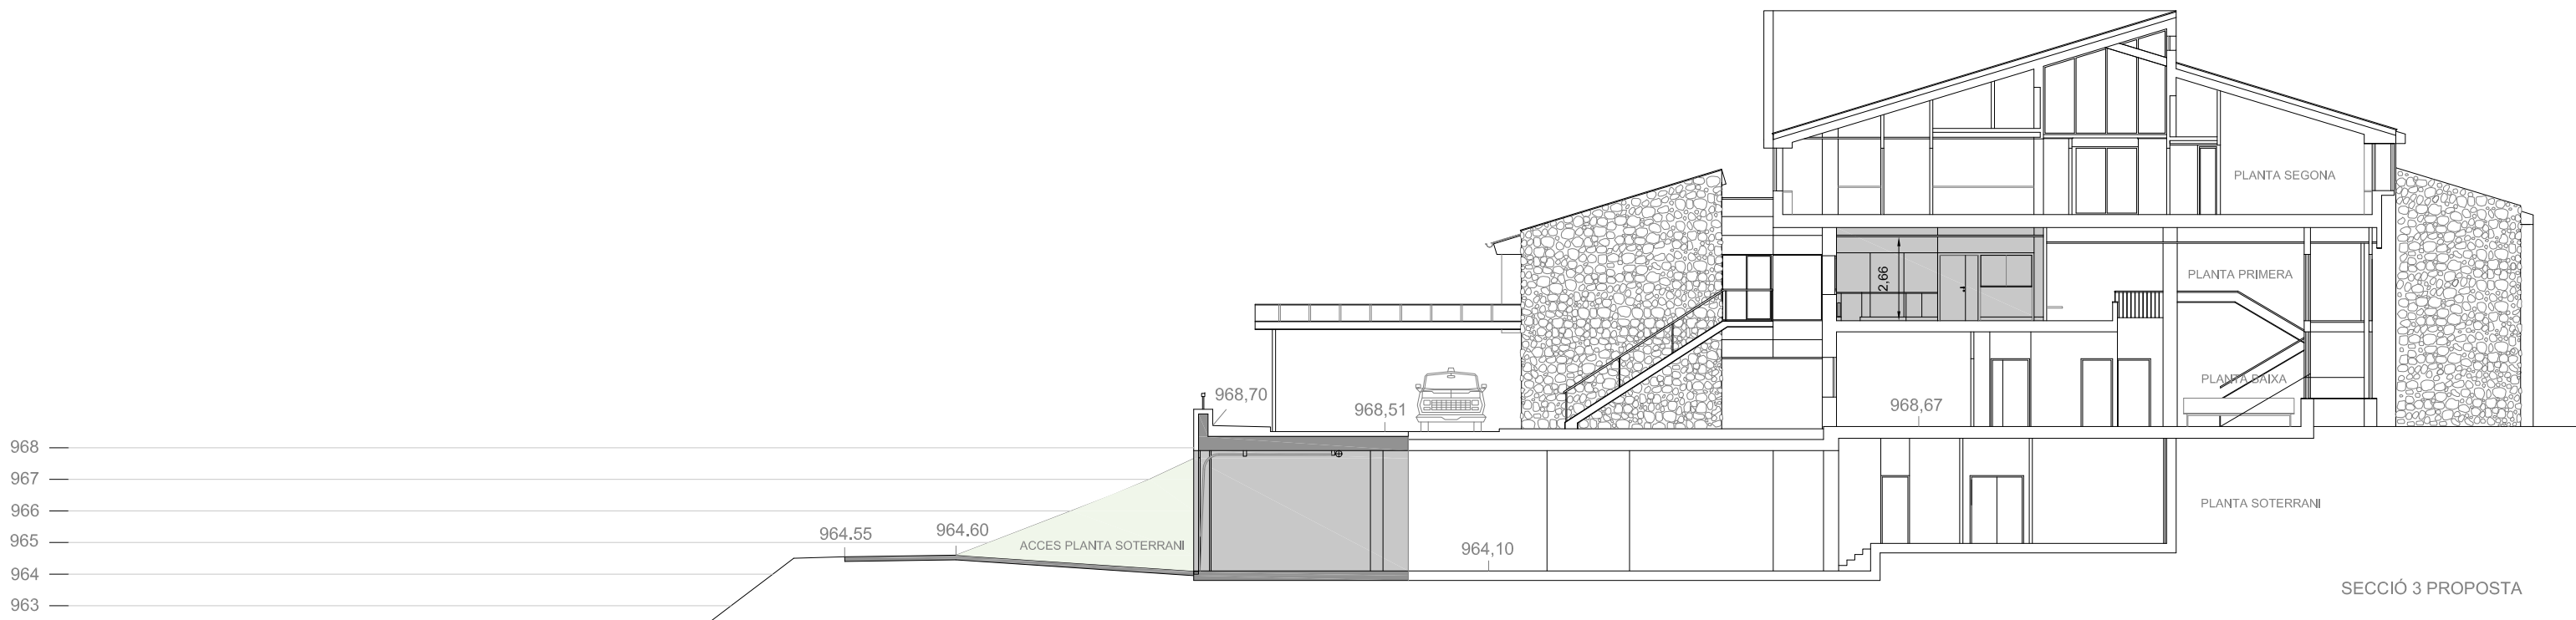 PLANTA SEGONA
2,66
PLANTA PRIMERA
968,70
968,51
968,67
PLANTA BAIXA
968
967
966
965
964
963
964.55
964.60
ACCES PLANTA SOTERRANI
964,10
PLANTA SOTERRANI
SECCIÓ 3 PROPOSTA